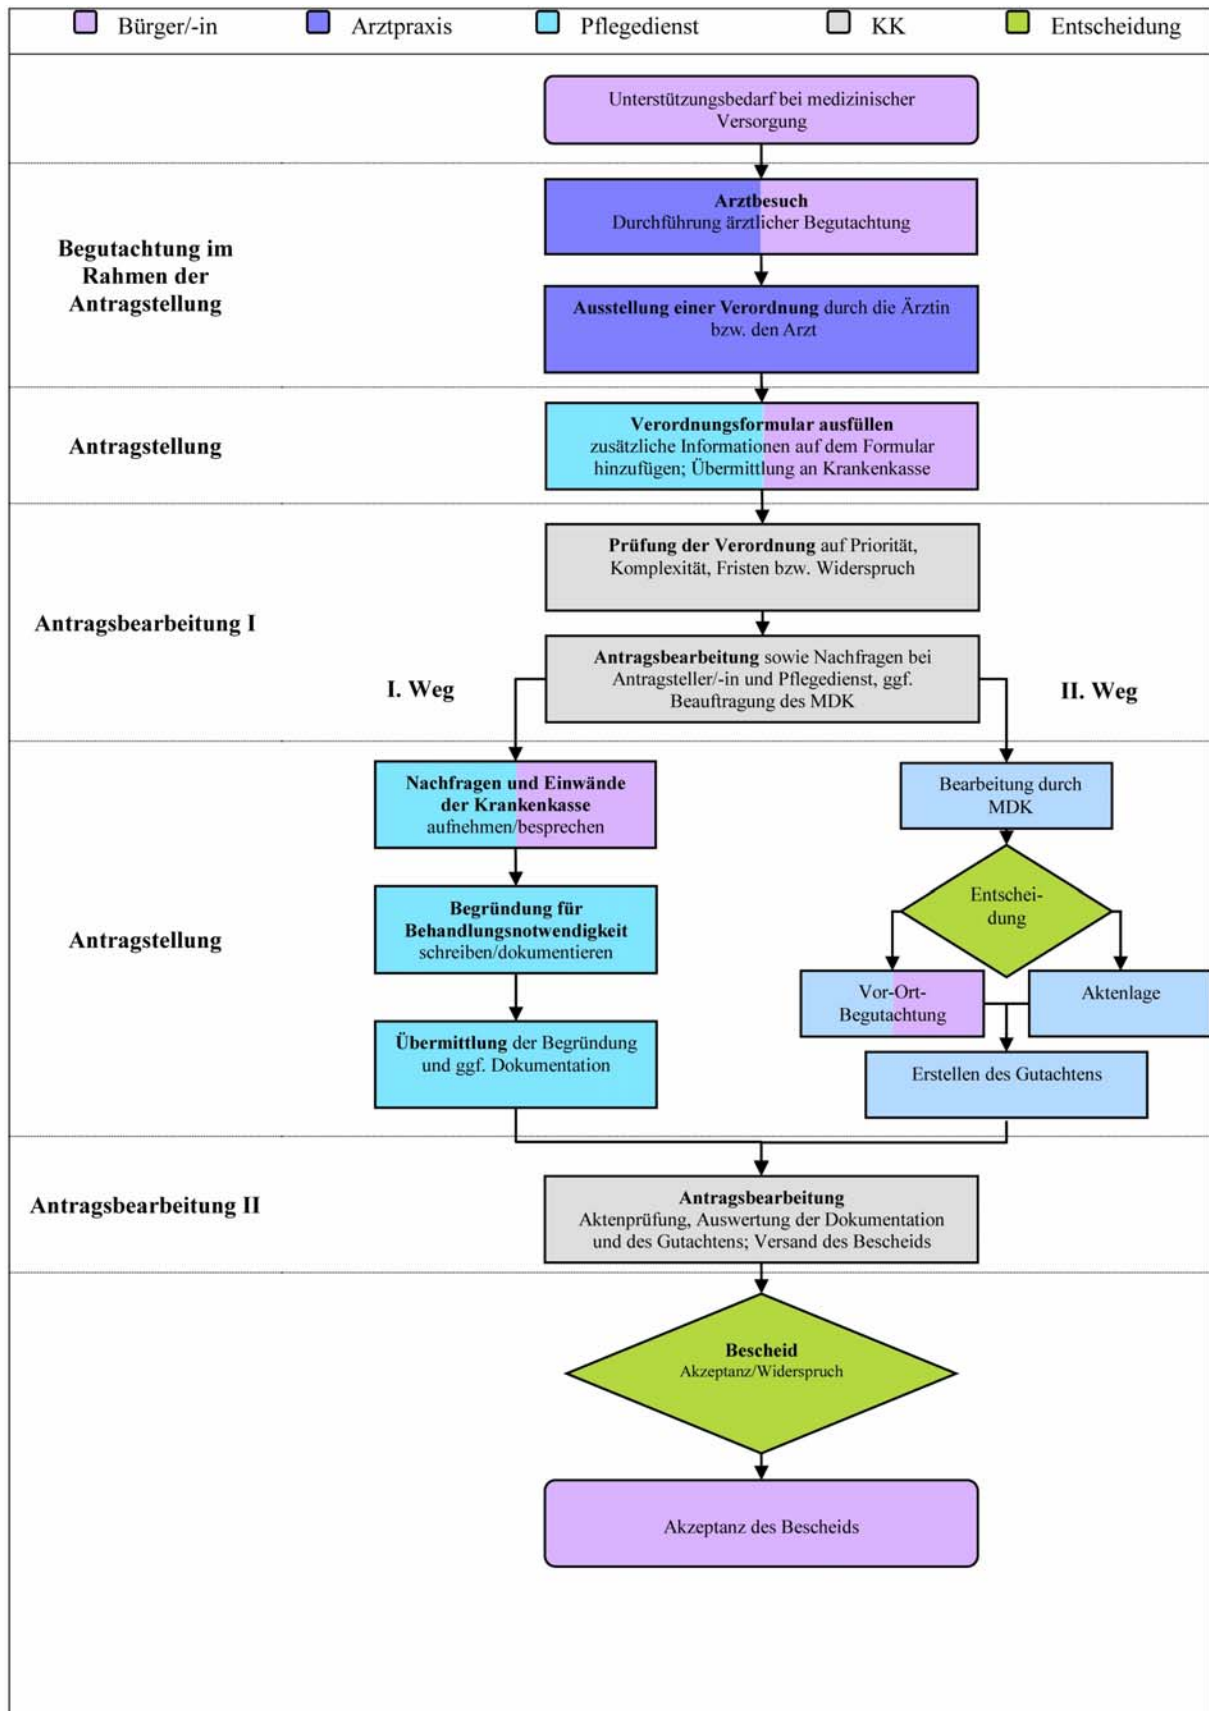 Bürger/-in Arztpraxis Pflegedienst KK Entscheidung
Unterstützungsbedarf bei medizinischer
Versorgung
Begutachtung im
Rahmen der
Antragstellung
Arztbesuch
Durchführung ärztlicher Begutachtung
Ausstellung einer Verordnung durch die Ärztin
bzw. den Arzt
Antragstellung
Verordnungsformular ausfüllen
zusätzliche Informationen auf dem Formular
hinzufügen; Übermittlung an Krankenkasse
Antragsbearbeitung I
Prüfung der Verordnung auf Priorität,
Komplexität, Fristen bzw. Widerspruch
Antragsbearbeitung sowie Nachfragen bei
Antragsteller/-in und Pflegedienst, ggf.
Beauftragung des MDK
I. Weg
II. Weg
Antragstellung
Nachfragen und Einwände
der Krankenkasse
aufnehmen/besprechen
Begründung für
Behandlungsnotwendigkeit
schreiben/dokumentieren
Übermittlung der Begründung
und ggf. Dokumentation
Bearbeitung durch
MDK
Entschei-
dung
Vor-Ort-
Begutachtung
Aktenlage
Erstellen des Gutachtens
Antragsbearbeitung II
Antragsbearbeitung
Aktenprüfung, Auswertung der Dokumentation
und des Gutachtens; Versand des Bescheids
Bescheid
Akzeptanz/Widerspruch
Akzeptanz des Bescheids